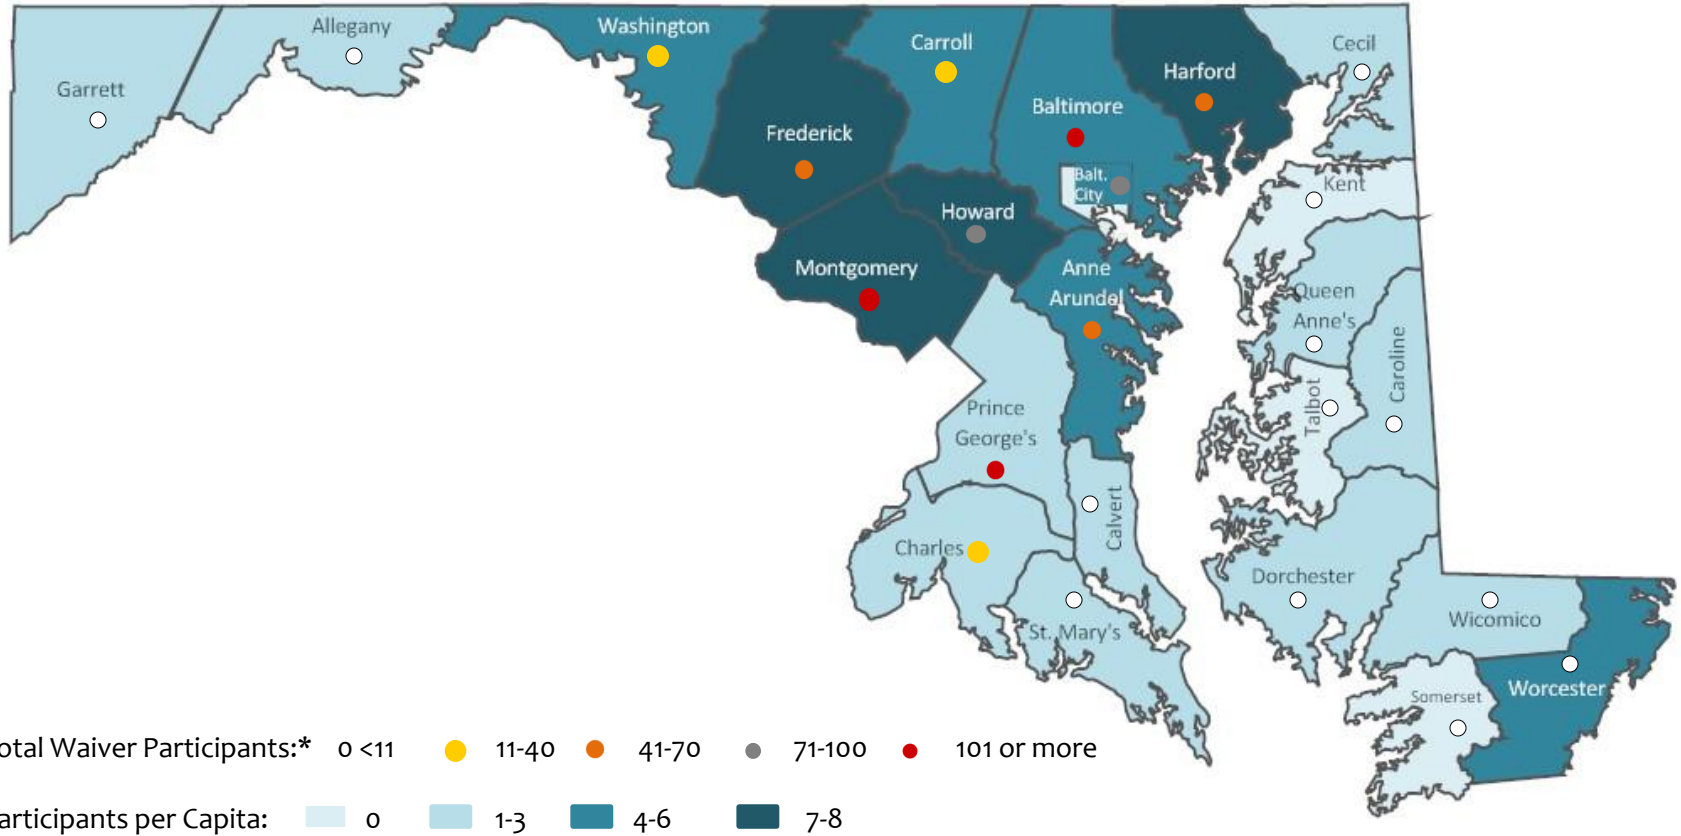 Allegany
Washington
Carroll
Cecil
Garrett
Harford
Baltimore
Frederick
Balt.
City
Kent
Howard
Montgomery
Anne
Arundel
Queen
Anne's
Caroline
Talbot
Prince
George's
Calvert
Charles
Dorchester
St. Mary's
Wicomico
Worcester
Somerset
otal Waiver Participants:* 0 <11 11-40 41-70 71-100 101 or more
articipants per Capita: 0 1-3 4-6 7-8